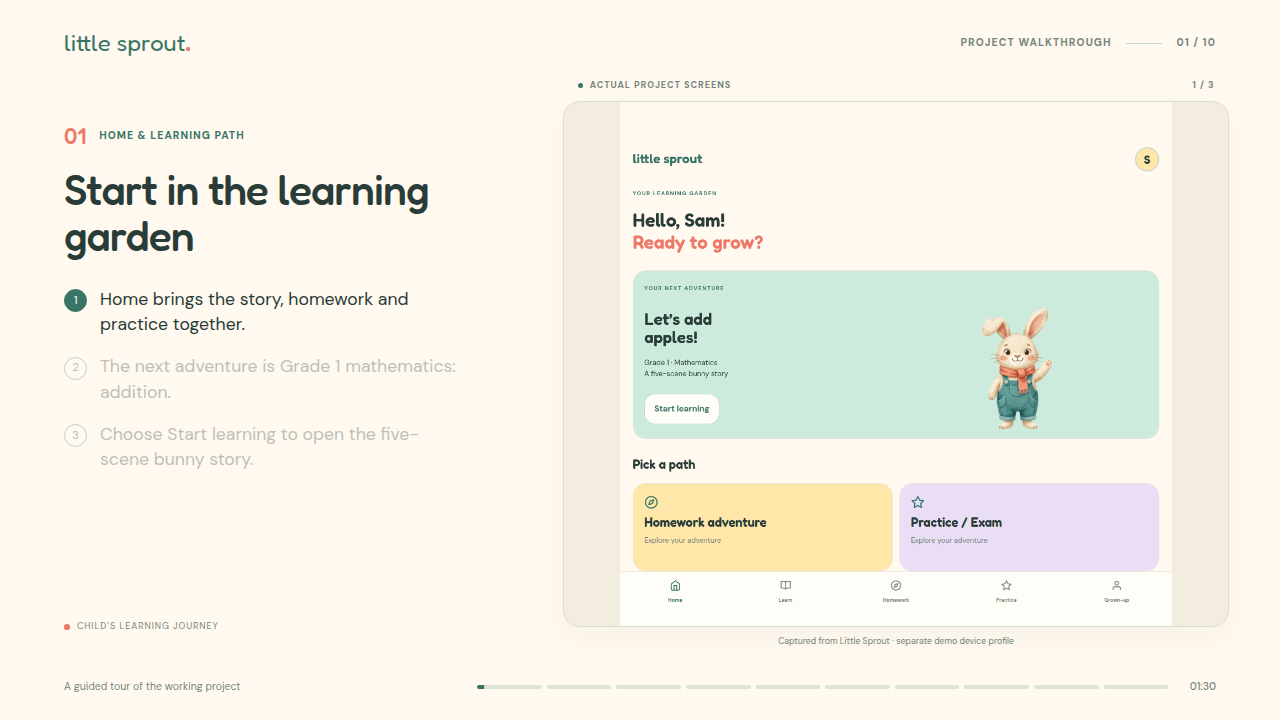 little sprout.
PROJECT WALKTHROUGH
01 / 10
ACTUAL PROJECT SCREENS
1 / 3
01 HOME & LEARNING PATH
Start in the learning
garden
1 Home brings the story, homework and
practice together.
2 The next adventure is Grade 1 mathematics:
addition.
3 Choose Start learning to open the five-
scene bunny story.
CHILD'S LEARNING JOURNEY
little sprout
S
YOUR LEARNING GARDEN
Hello, Sam!
Ready to grow?
YOUR NEXT ADVENTURE
Let's add
apples!
Grade 1 · Mathematics
A five-scene bunny story
Start learning
Pick a path
Homework adventure
Explore your adventure
Practice / Exam
Explore your adventure
Home
Learn
Homework
Practice
Grown-up
Captured from Little Sprout · separate demo device profile
A guided tour of the working project
01:30